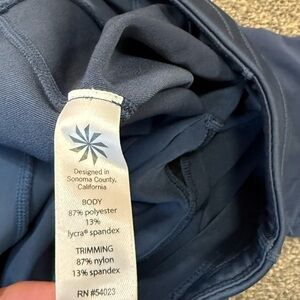 Designed in
Sonoma County,
California
BODY
87% polyester
13%
lycra® spandex
TRIMMING
87% nylon
13% spandex
RN #54023